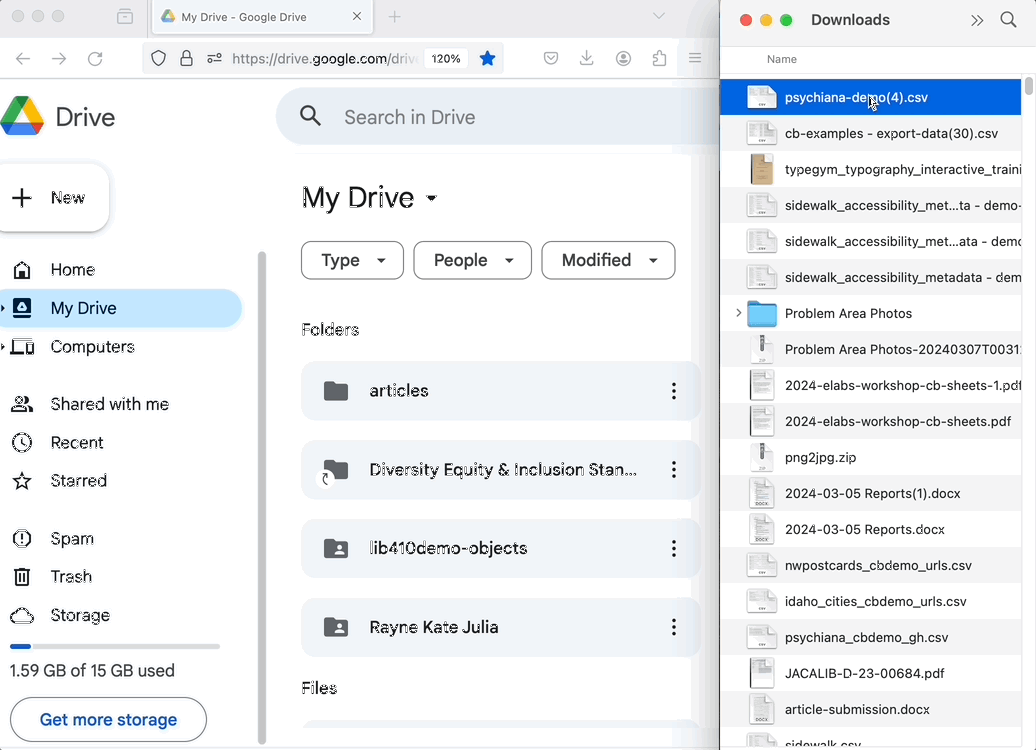 My Drive - Google Drive
https://drive.google.com/drive
120%
Drive
Search in Drive
New
Home
My Drive
Computers
Shared with me
Recent
Starred
Spam
Trash
Storage
1.59 GB of 15 GB used
Get more storage
My Drive
Type
People
Modified
Folders
articles
Diversity Equity & Inclusion Stan...
lib410demo-objects
Rayne Kate Julia
Files
Downloads
Name
psychiana-demo(4).csv
cb-examples - export-data(30).csv
typegym_typography_interactive_traini
sidewalk_accessibility_met...ta - demo-
sidewalk_accessibility_met...ata - demo
sidewalk_accessibility_metadata - dem
Problem Area Photos
Problem Area Photos-20240307T0031
2024-elabs-workshop-cb-sheets-1.pdf
2024-elabs-workshop-cb-sheets.pdf
png2jpg.zip
2024-03-05 Reports(1).docx
2024-03-05 Reports.docx
nwpostcards_cbdemo_urls.csv
idaho_cities_cbdemo_urls.csv
psychiana_cbdemo_gh.csv
JACALIB-D-23-00684.pdf
article-submission.docx
sidewalk.csv